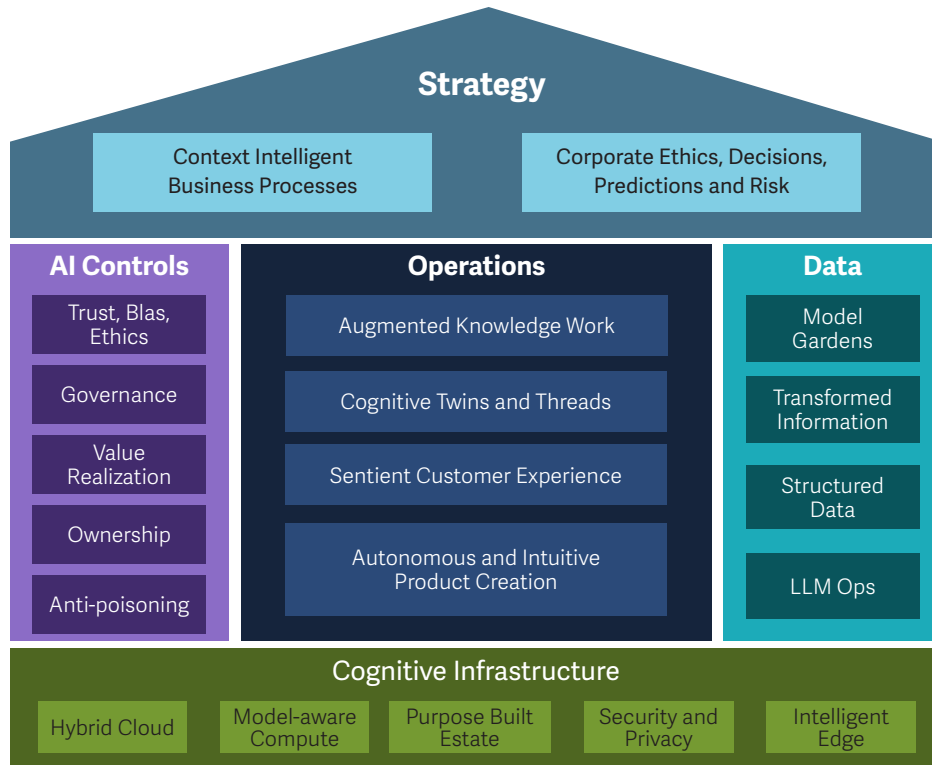 Strategy
Context Intelligent
Business Processes
Corporate Ethics, Decisions,
Predictions and Risk
AI Controls
Trust, Blas,
Ethics
Governance
Value
Realization
Ownership
Anti-poisoning
Operations
Augmented Knowledge Work
Cognitive Twins and Threads
Sentient Customer Experience
Autonomous and Intuitive
Product Creation
Data
Model
Gardens
Transformed
Information
Structured
Data
LLM Ops
Cognitive Infrastructure
Hybrid Cloud
Model-aware
Compute
Purpose Built
Estate
Security and
Privacy
Intelligent
Edge